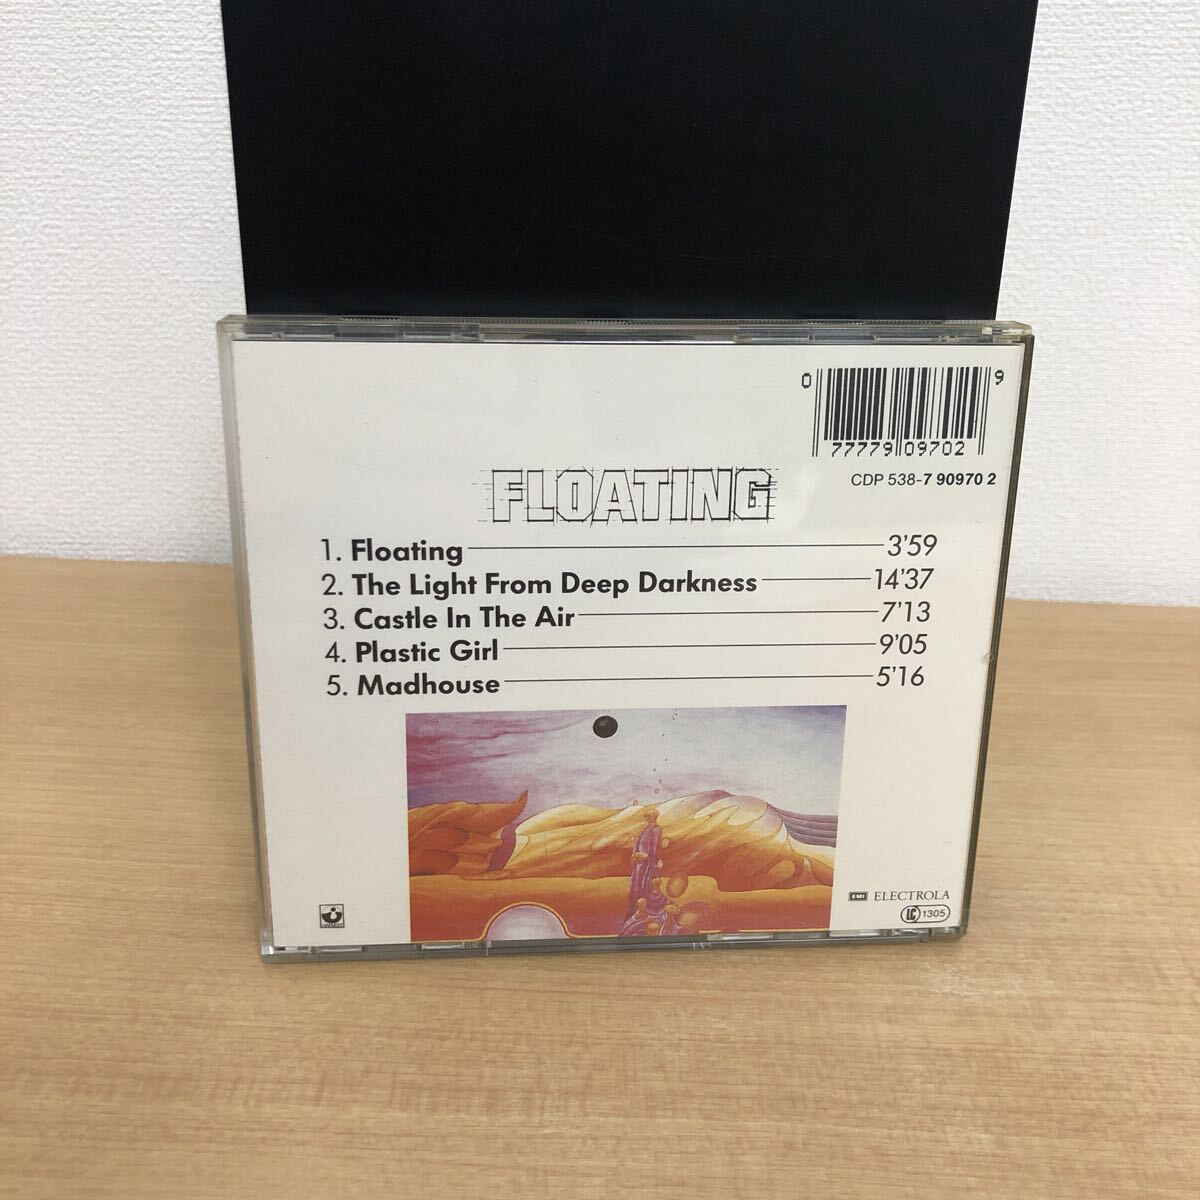 0 9
77779 09702
CDP 538-7 90970 2
FLOATING
1. Floating 3'59
2. The Light From Deep Darkness 14'37
3. Castle In The Air 7'13
4. Plastic Girl 9'05
5. Madhouse 5'16
EMI ELECTROLA
LC 1305